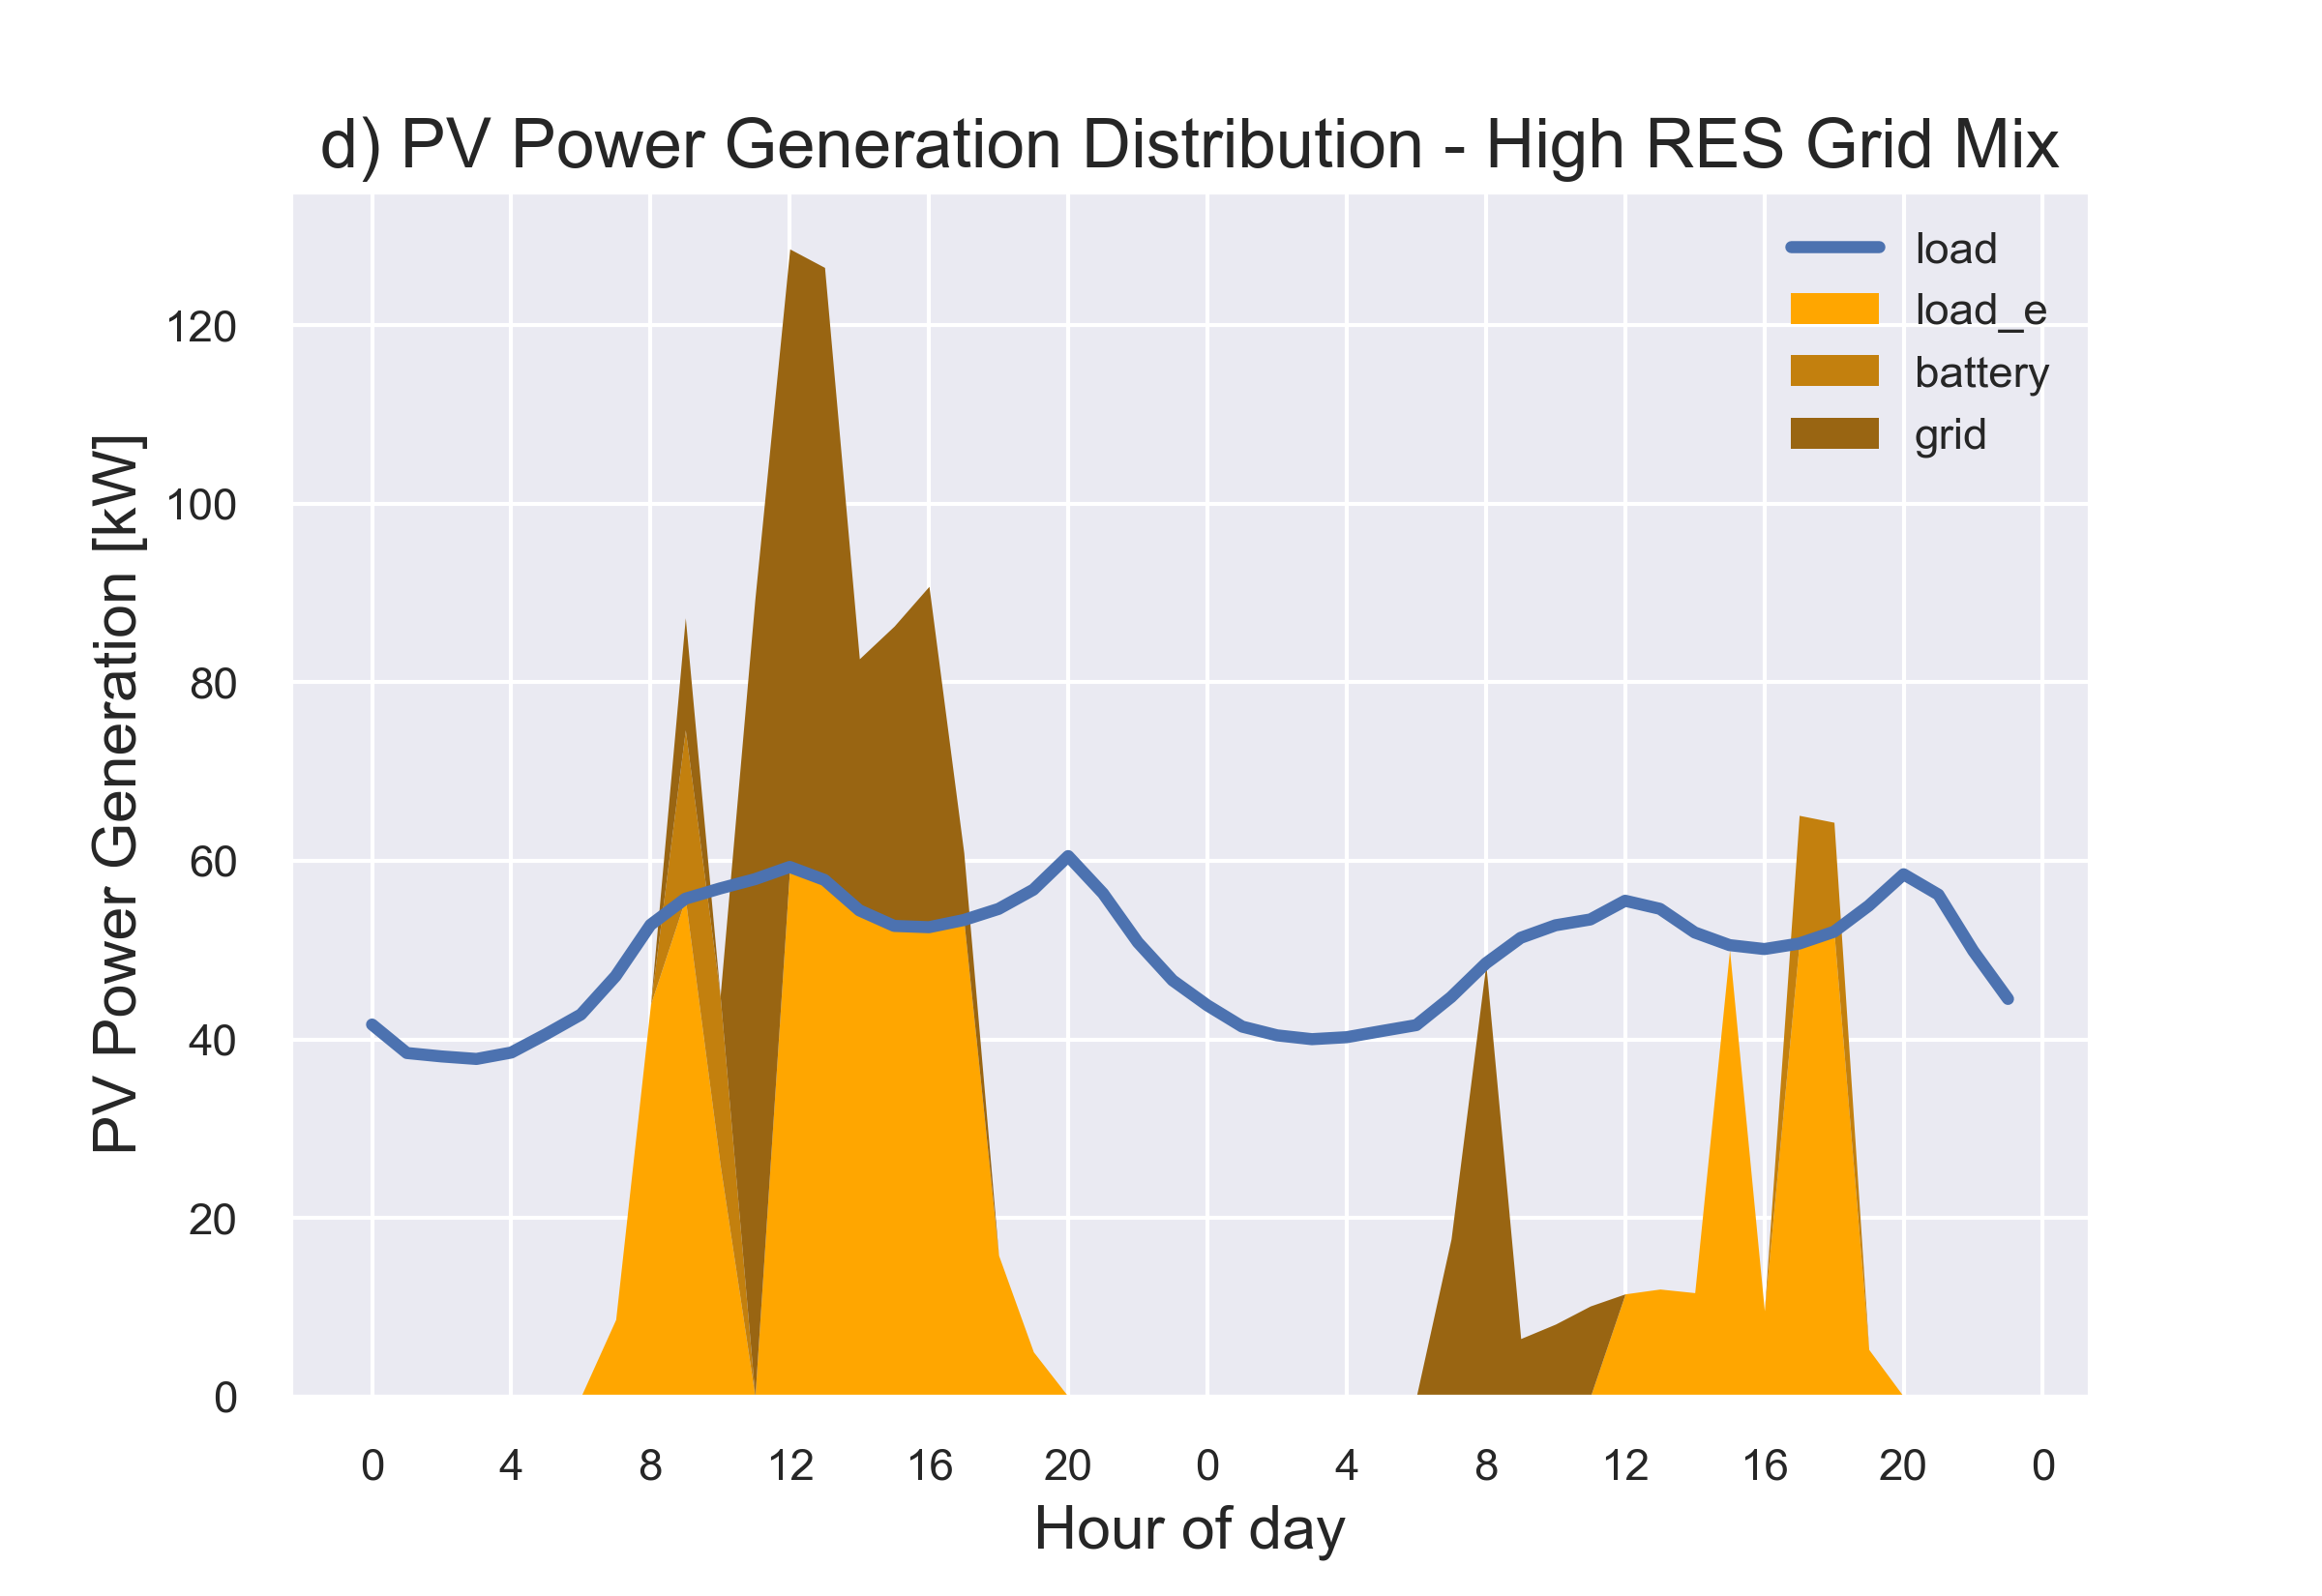 d) PV Power Generation Distribution - High RES Grid Mix
load
load_e
battery
grid
PV Power Generation [kW]
120
100
80
60
40
20
0
0 4 8 12 16 20 0 4 8 12 16 20 0
Hour of day